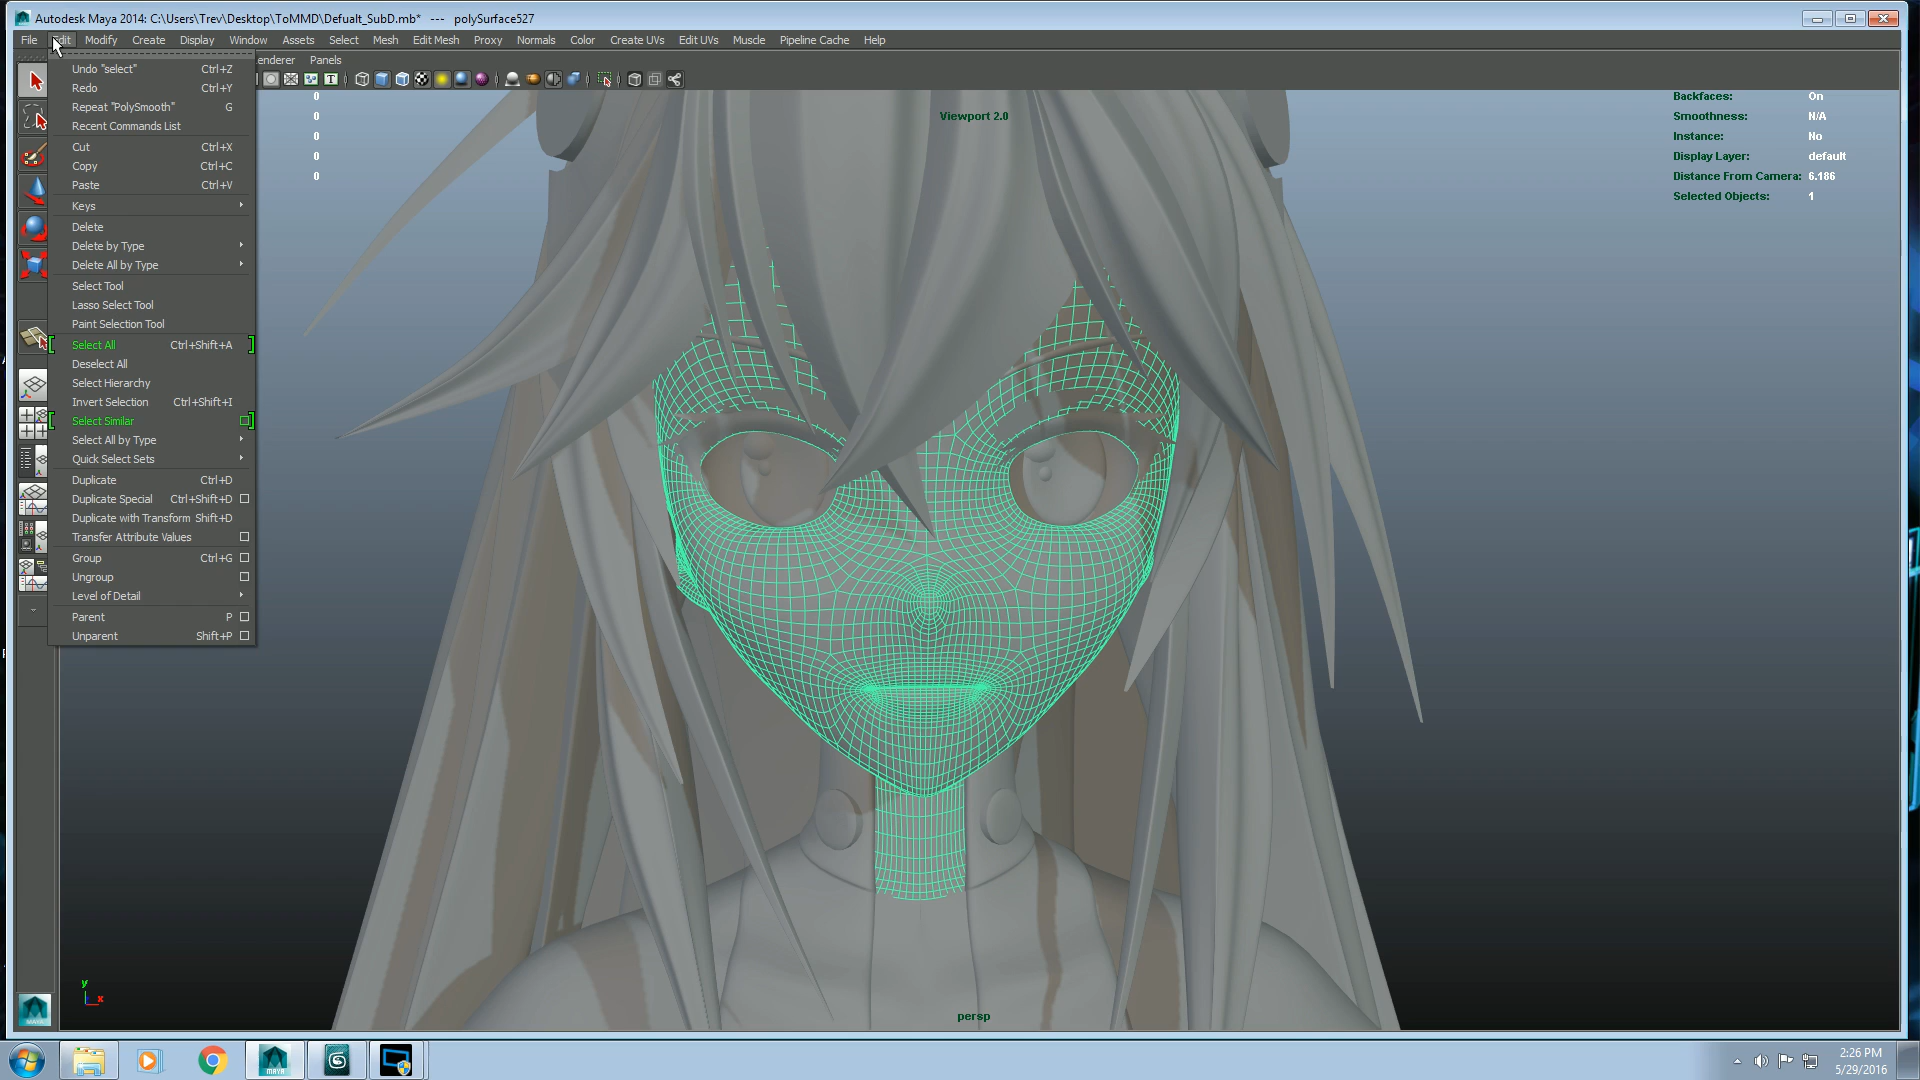 Autodesk Maya 2014: C:\Users\Trev\Desktop\ToMMD\Defualt_SubD.mb*   ---   polySurface527
File Edit Modify Create Display Window Assets Select Mesh Edit Mesh Proxy Normals Color Create UVs Edit UVs Muscle Pipeline Cache Help
enderer Panels
Undo "select" Ctrl+Z
Redo Ctrl+Y
Repeat "PolySmooth" G
Recent Commands List
Cut Ctrl+X
Copy Ctrl+C
Paste Ctrl+V
Keys
Delete
Delete by Type
Delete All by Type
Select Tool
Lasso Select Tool
Paint Selection Tool
Select All Ctrl+Shift+A
Deselect All
Select Hierarchy
Invert Selection Ctrl+Shift+I
Select Similar
Select All by Type
Quick Select Sets
Duplicate Ctrl+D
Duplicate Special Ctrl+Shift+D
Duplicate with Transform Shift+D
Transfer Attribute Values
Group Ctrl+G
Ungroup
Level of Detail
Parent P
Unparent Shift+P
0
0
0
0
0
Viewport 2.0
Backfaces: On
Smoothness: N/A
Instance: No
Display Layer: default
Distance From Camera: 6.186
Selected Objects: 1
y
x
persp
MAYA
MAYA
2:26 PM
5/29/2016